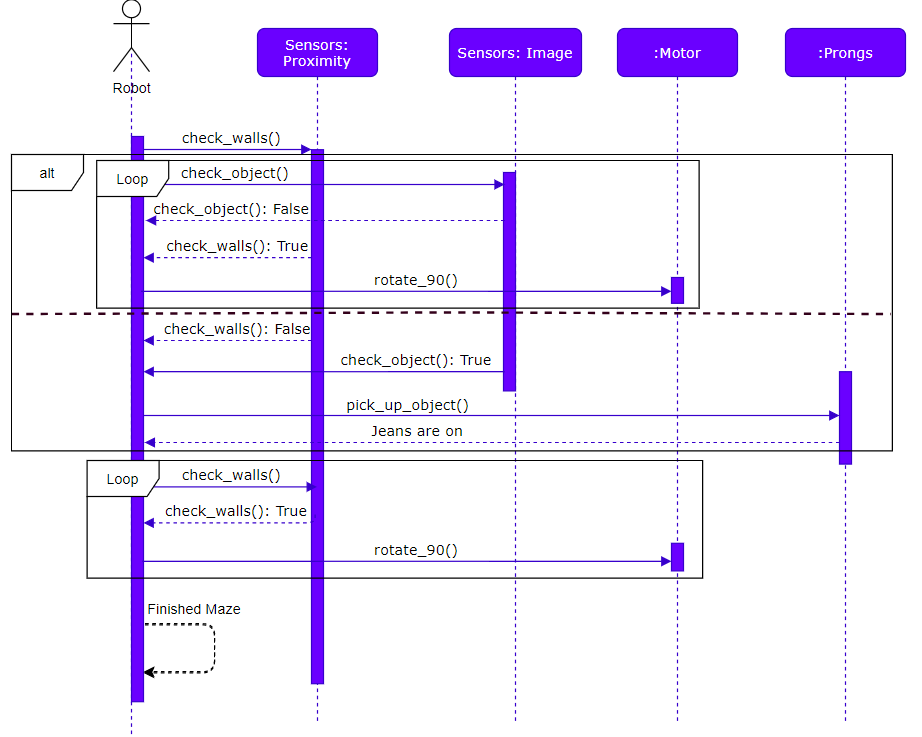 Robot
Sensors:
Proximity
Sensors: Image
:Motor
:Prongs
check_walls()
alt
Loop
check_object()
check_object(): False
check_walls(): True
rotate_90()
check_walls(): False
check_object(): True
pick_up_object()
Jeans are on
Loop
check_walls()
check_walls(): True
rotate_90()
Finished Maze